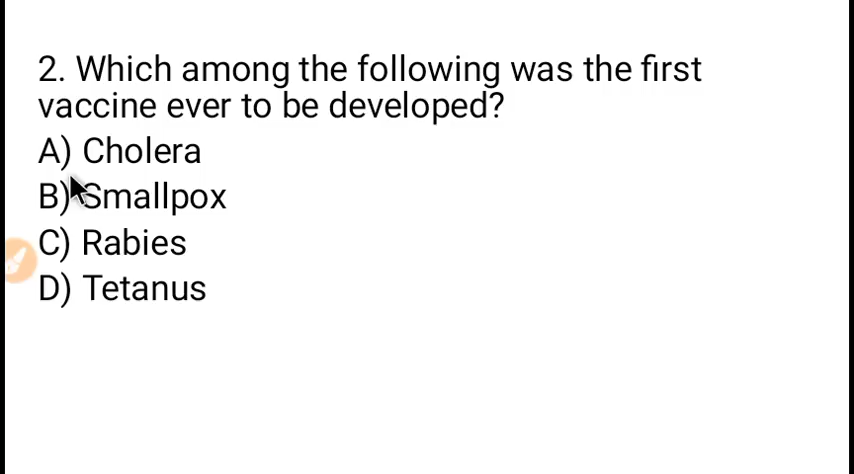 2. Which among the following was the first
vaccine ever to be developed?
A) Cholera
B) Smallpox
C) Rabies
D) Tetanus